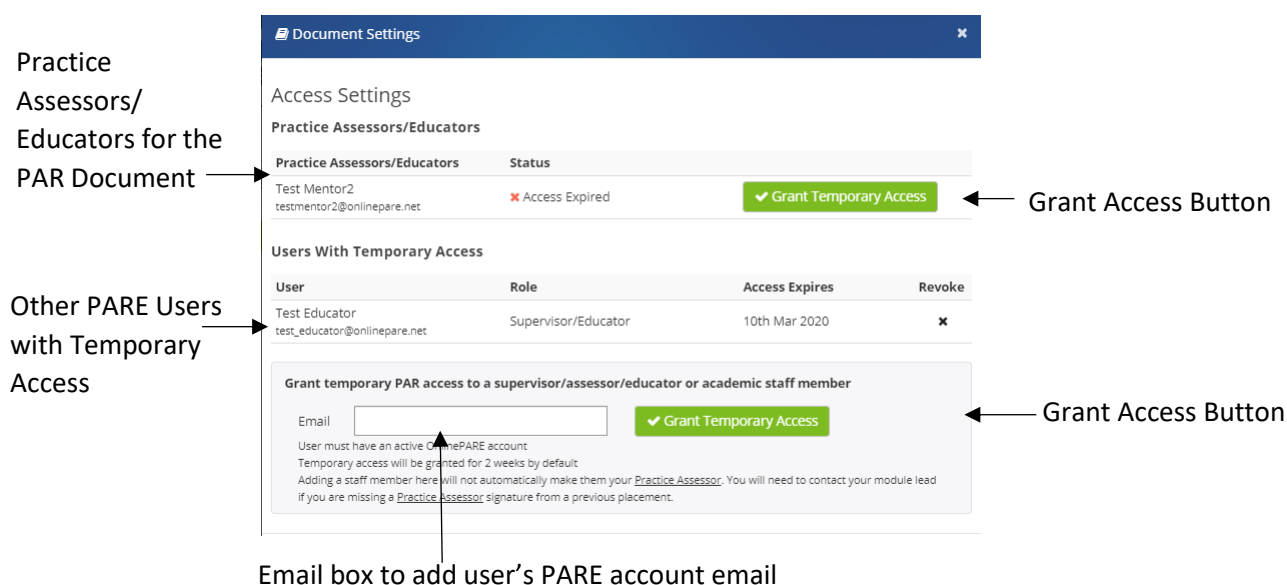 Document Settings
Practice
Assessors/
Educators for the
PAR Document
Access Settings
Practice Assessors/Educators
Practice Assessors/Educators Status
Test Mentor2
testmentor2@onlinepare.net
Access Expired
Grant Temporary Access
Grant Access Button
Users With Temporary Access
User Role Access Expires Revoke
Other PARE Users
with Temporary
Access
Test Educator
test_educator@onlinepare.net
Supervisor/Educator
10th Mar 2020
Grant temporary PAR access to a supervisor/assessor/educator or academic staff member
Email
Grant Temporary Access
Grant Access Button
User must have an active OnlinePARE account
Temporary access will be granted for 2 weeks by default
Adding a staff member here will not automatically make them your Practice Assessor. You will need to contact your module lead
if you are missing a Practice Assessor signature from a previous placement.
Email box to add user's PARE account email